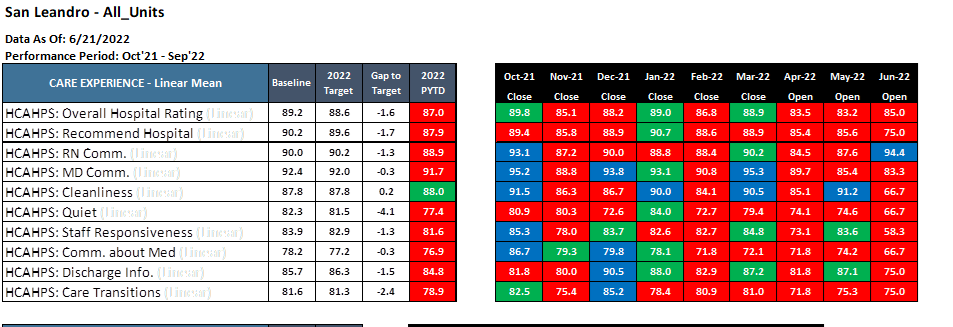 San Leandro - All_Units
Data As Of: 6/21/2022
Performance Period: Oct'21 - Sep'22
CARE EXPERIENCE - Linear Mean Baseline 2022 Target Gap to Target 2022 PYTD Oct-21 Close Nov-21 Close Dec-21 Close Jan-22 Close Feb-22 Close Mar-22 Close Apr-22 Open May-22 Open Jun-22 Open
HCAHPS: Overall Hospital Rating (Linear) 89.2 88.6 -1.6 87.0 89.8 85.1 88.2 89.0 86.8 88.9 83.5 83.2 85.0
HCAHPS: Recommend Hospital (Linear) 90.2 89.6 -1.7 87.9 89.4 85.8 88.9 90.7 88.6 88.9 85.4 85.6 75.0
HCAHPS: RN Comm. (Linear) 90.0 90.2 -1.3 88.9 93.1 87.2 90.0 88.8 88.4 90.2 84.5 87.6 94.4
HCAHPS: MD Comm. (Linear) 92.4 92.0 -0.3 91.7 95.2 88.8 93.8 93.1 90.8 95.3 89.7 85.4 83.3
HCAHPS: Cleanliness (Linear) 87.8 87.8 0.2 88.0 91.5 86.3 86.7 90.0 84.1 90.5 85.1 91.2 66.7
HCAHPS: Quiet (Linear) 82.3 81.5 -4.1 77.4 80.9 80.3 72.6 84.0 72.7 79.4 74.1 74.6 66.7
HCAHPS: Staff Responsiveness (Linear) 83.9 82.9 -1.3 81.6 85.3 78.0 83.7 82.6 82.7 84.8 73.1 83.6 58.3
HCAHPS: Comm. about Med (Linear) 78.2 77.2 -0.3 76.9 86.7 79.3 79.8 78.1 71.8 72.1 71.8 74.2 66.7
HCAHPS: Discharge Info. (Linear) 85.7 86.3 -1.5 84.8 81.8 80.0 90.5 88.0 82.9 87.2 81.8 87.1 75.0
HCAHPS: Care Transitions (Linear) 81.6 81.3 -2.4 78.9 82.5 75.4 85.2 78.4 80.9 81.0 71.8 75.3 75.0